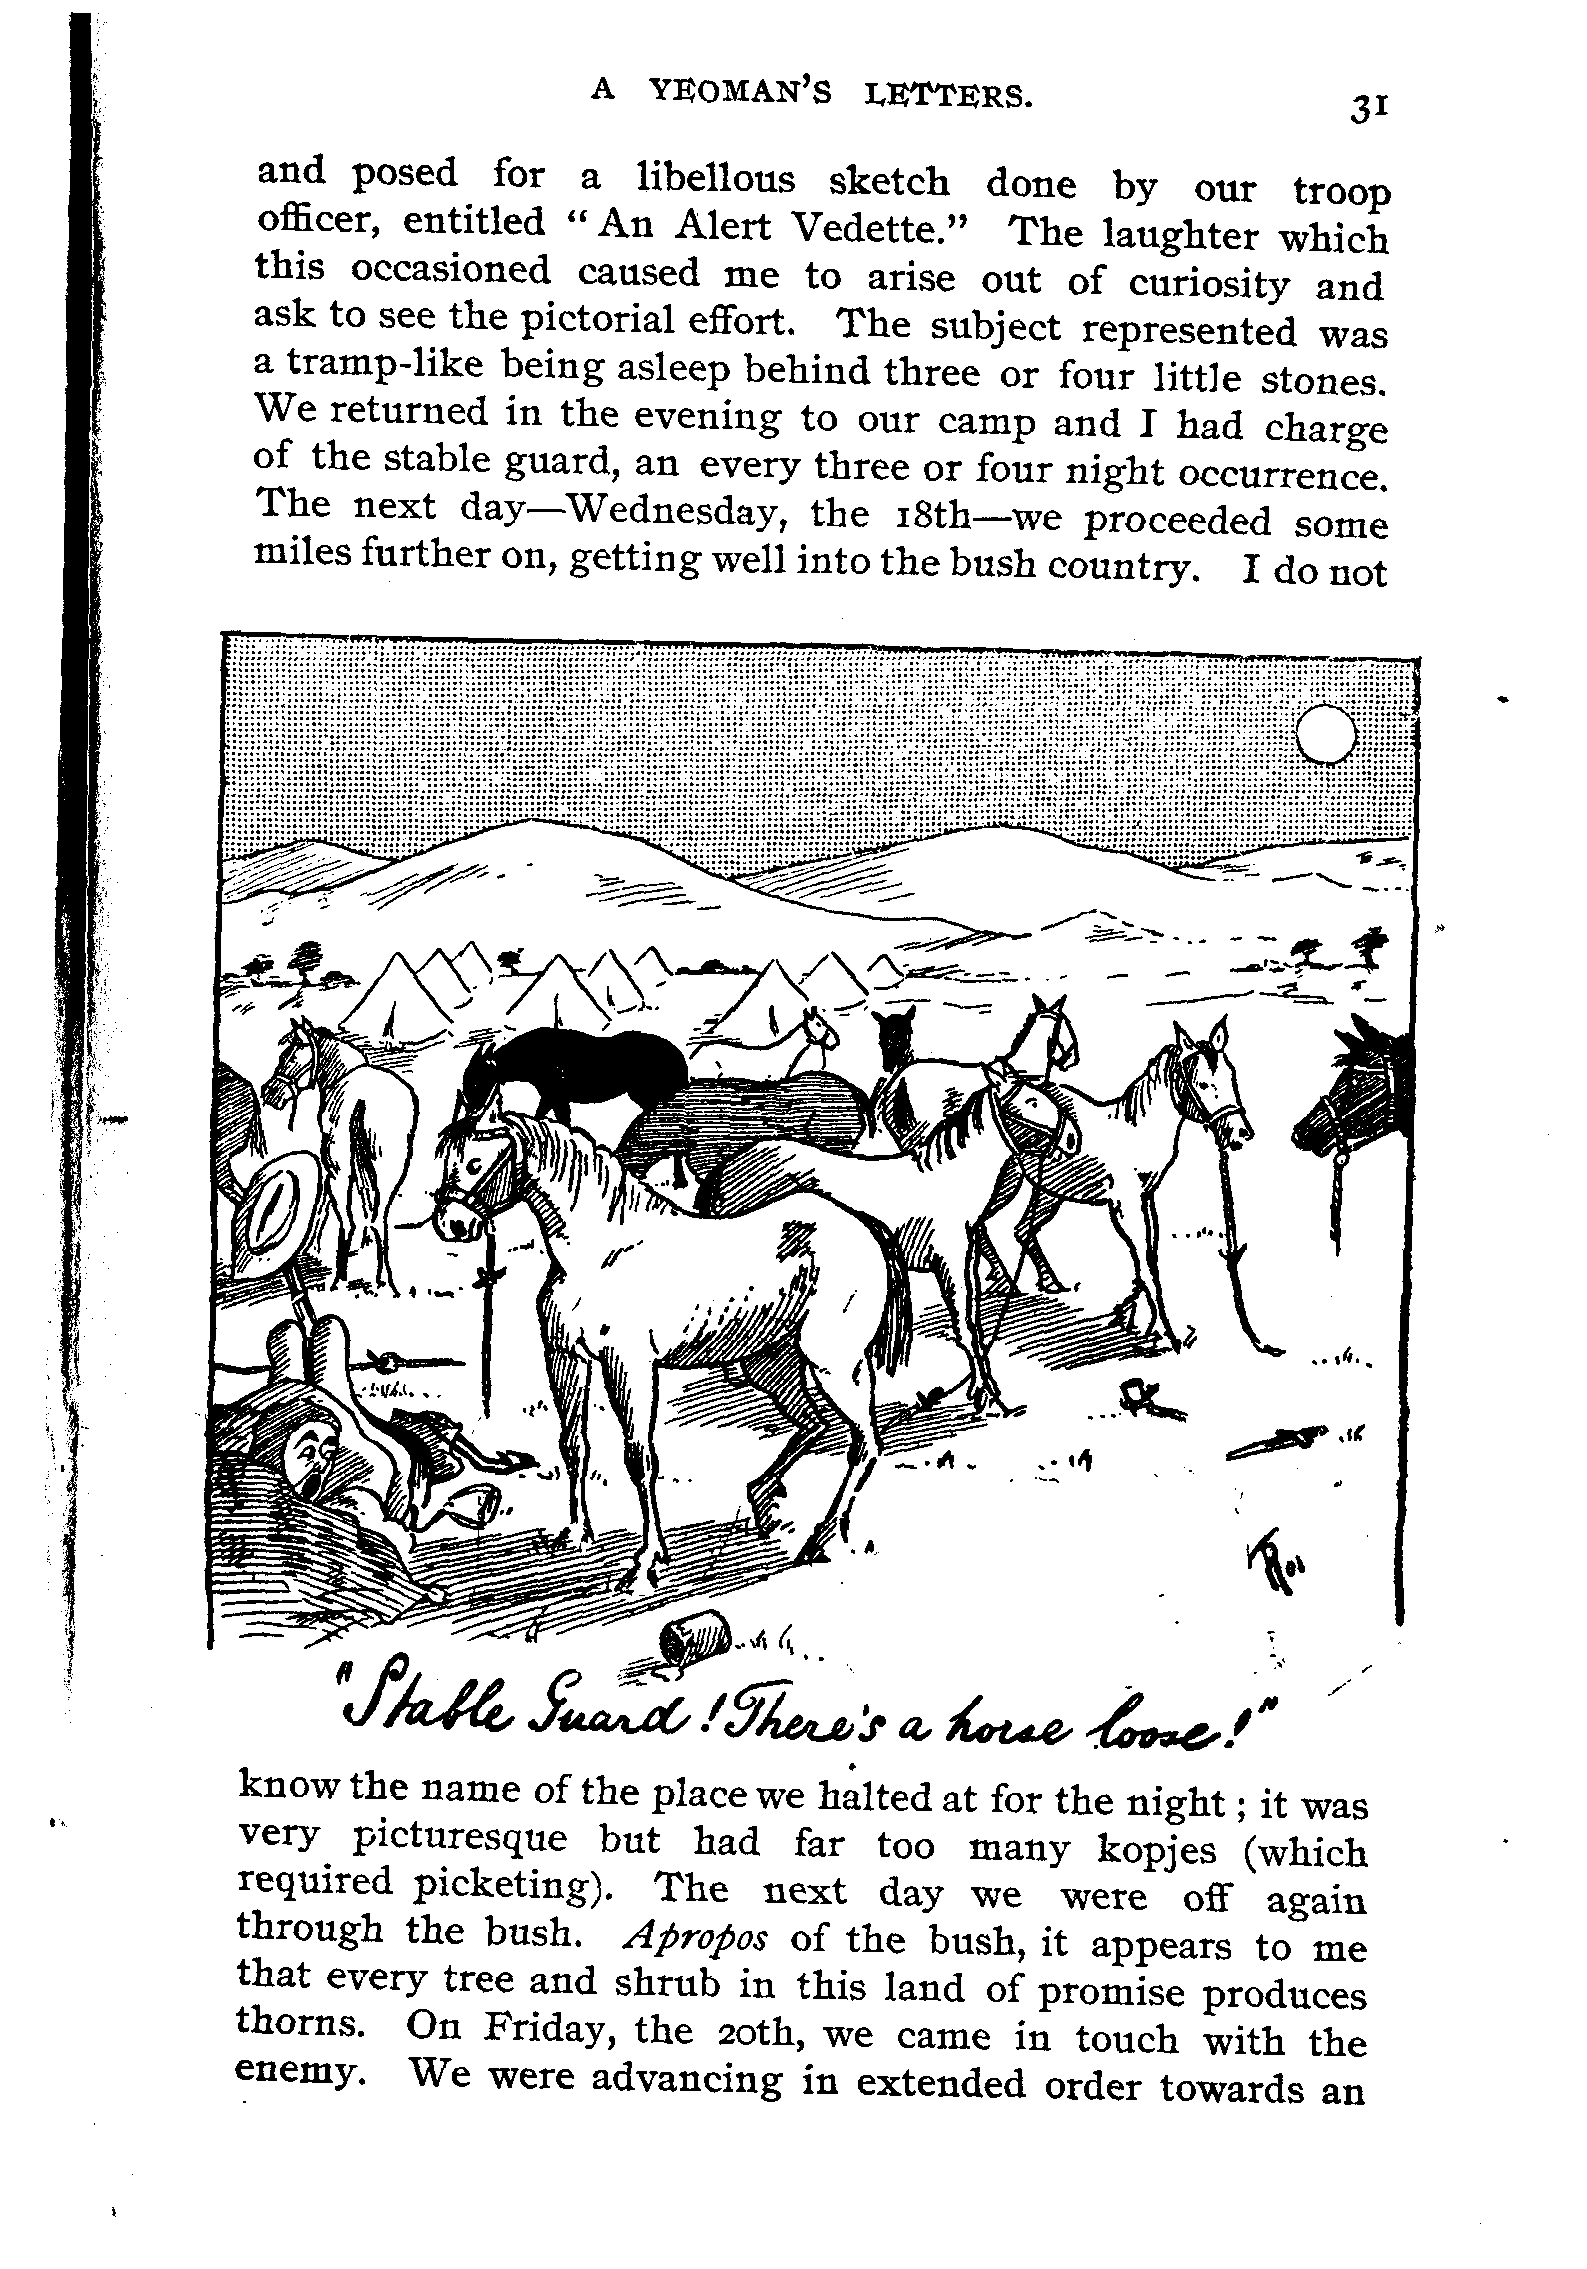 A YEOMAN'S LETTERS. 31
and posed for a libellous sketch done by our troop
officer, entitled "An Alert Vedette." The laughter which
this occasioned caused me to arise out of curiosity and
ask to see the pictorial effort. The subject represented was
a tramp-like being asleep behind three or four little stones.
We returned in the evening to our camp and I had charge
of the stable guard, an every three or four night occurrence.
The next day—Wednesday, the 18th—we proceeded some
miles further on, getting well into the bush country. I do not
"Stable Guard! There's a horse loose!"
know the name of the place we halted at for the night; it was
very picturesque but had far too many kopjes (which
required picketing). The next day we were off again
through the bush. Apropos of the bush, it appears to me
that every tree and shrub in this land of promise produces
thorns. On Friday, the 20th, we came in touch with the
enemy. We were advancing in extended order towards an